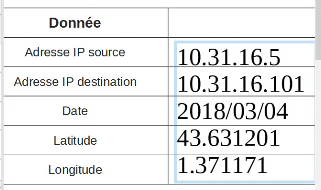 Donnée
Adresse IP source 10.31.16.5
Adresse IP destination 10.31.16.101
Date 2018/03/04
Latitude 43.631201
Longitude 1.371171